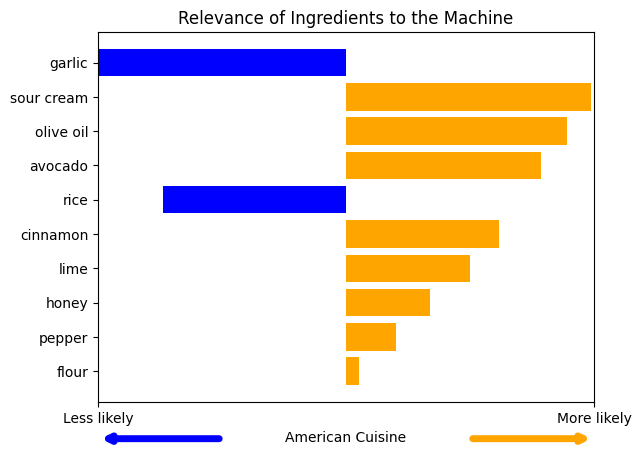 Relevance of Ingredients to the Machine
garlic
sour cream
olive oil
avocado
rice
cinnamon
lime
honey
pepper
flour
Less likely
More likely
American Cuisine